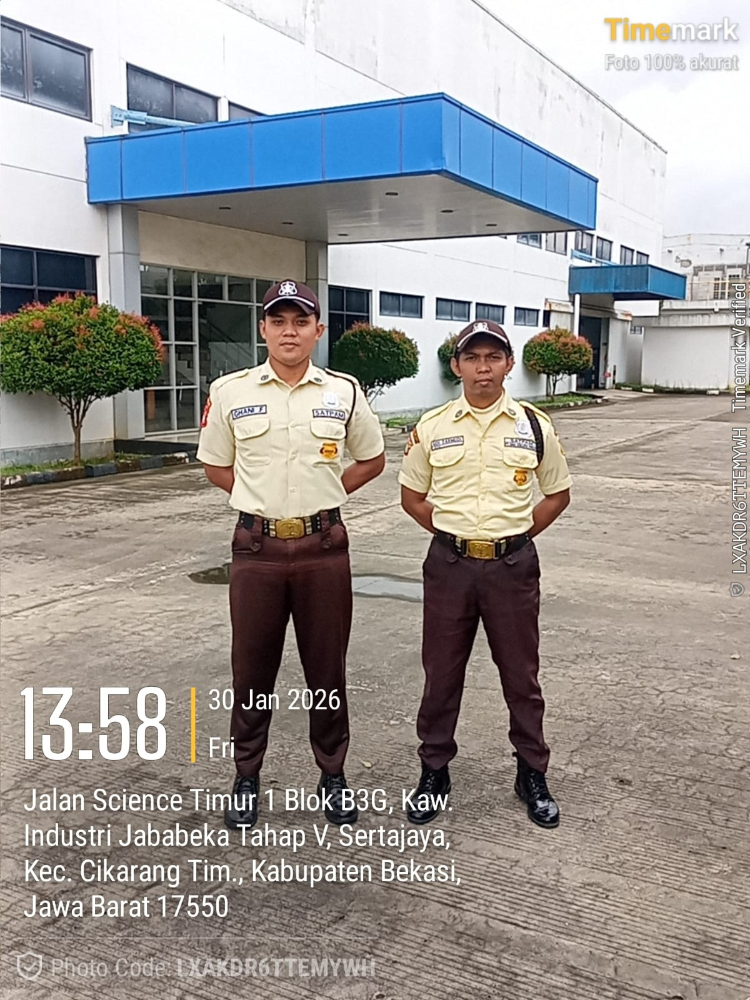 Timemark
Foto 100% akurat
GHANI F
SATPAM
13:58
30 Jan 2026
Fri
Jalan Science Timur 1 Blok B3G, Kaw.
Industri Jababeka Tahap V, Sertajaya,
Kec. Cikarang Tim., Kabupaten Bekasi,
Jawa Barat 17550
Photo Code: LXAKDR6TTEMYWH
LXAKDR6TTEMYWH Timemark Verified